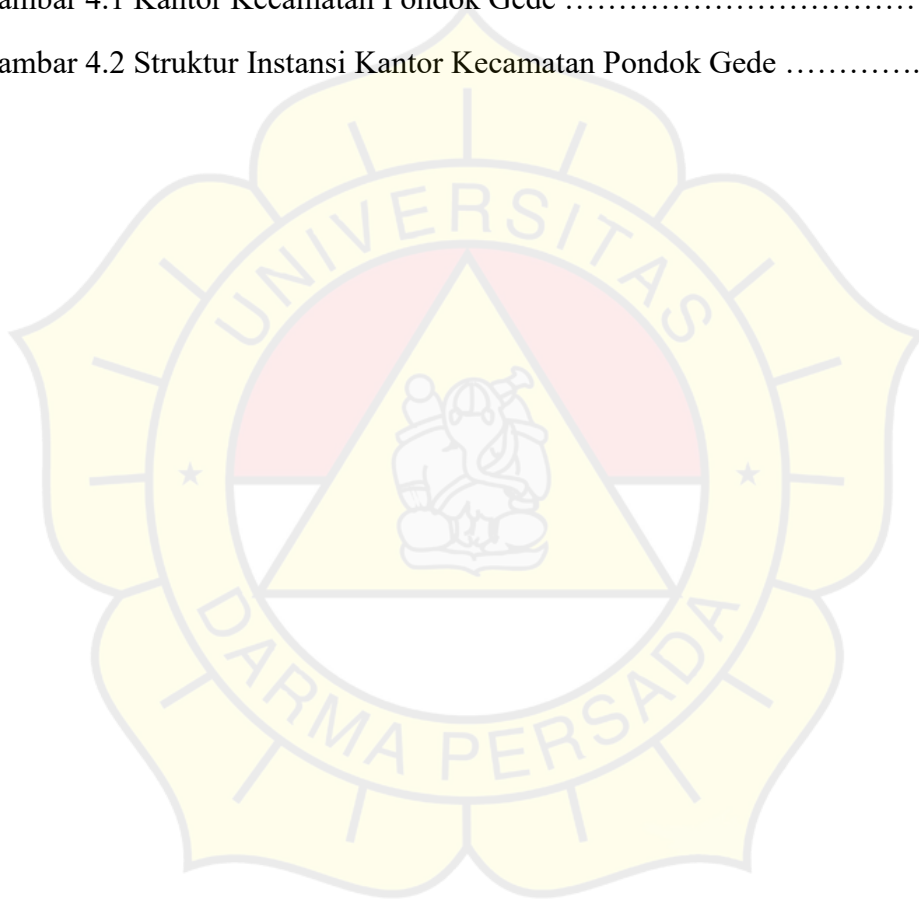 ambar 4.1 Kantor Kecamatan Pondok Gede ……………………………
ambar 4.2 Struktur Instansi Kantor Kecamatan Pondok Gede ………….
UNIVERSITAS
DARMA PERSADA